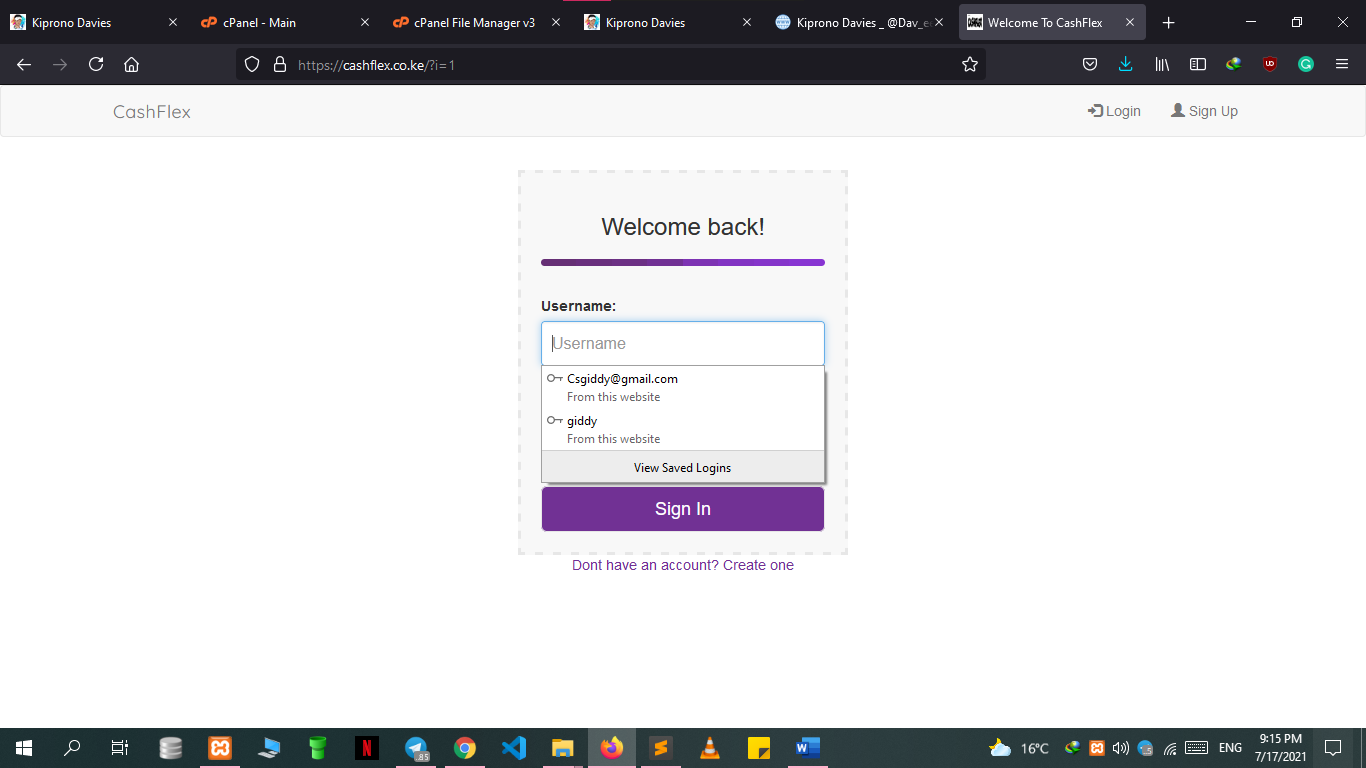 Kiprono Davies
cPanel - Main
cPanel File Manager v3
Kiprono Davies
Kiprono Davies _ @Dav_e
Welcome To CashFlex
https://cashflex.co.ke/?i=1
CashFlex
Login
Sign Up
Welcome back!
Username:
Username
Csgiddy@gmail.com
From this website
giddy
From this website
View Saved Logins
Sign In
Dont have an account? Create one
.85
16°C
ENG
9:15 PM
7/17/2021